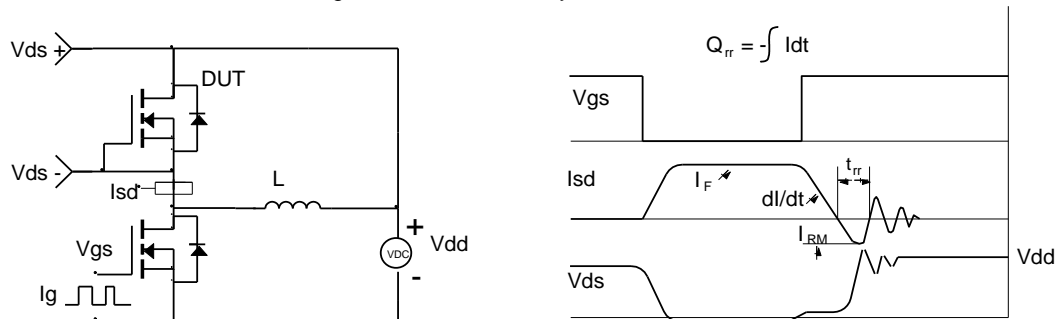 Vds +
DUT
Vds -
Isd
L
Vgs
Ig
+
VDC
-
Vdd
Qrr = -∫ Idt
Vgs
Isd
IF
dI/dt
trr
IRM
Vds
Vdd